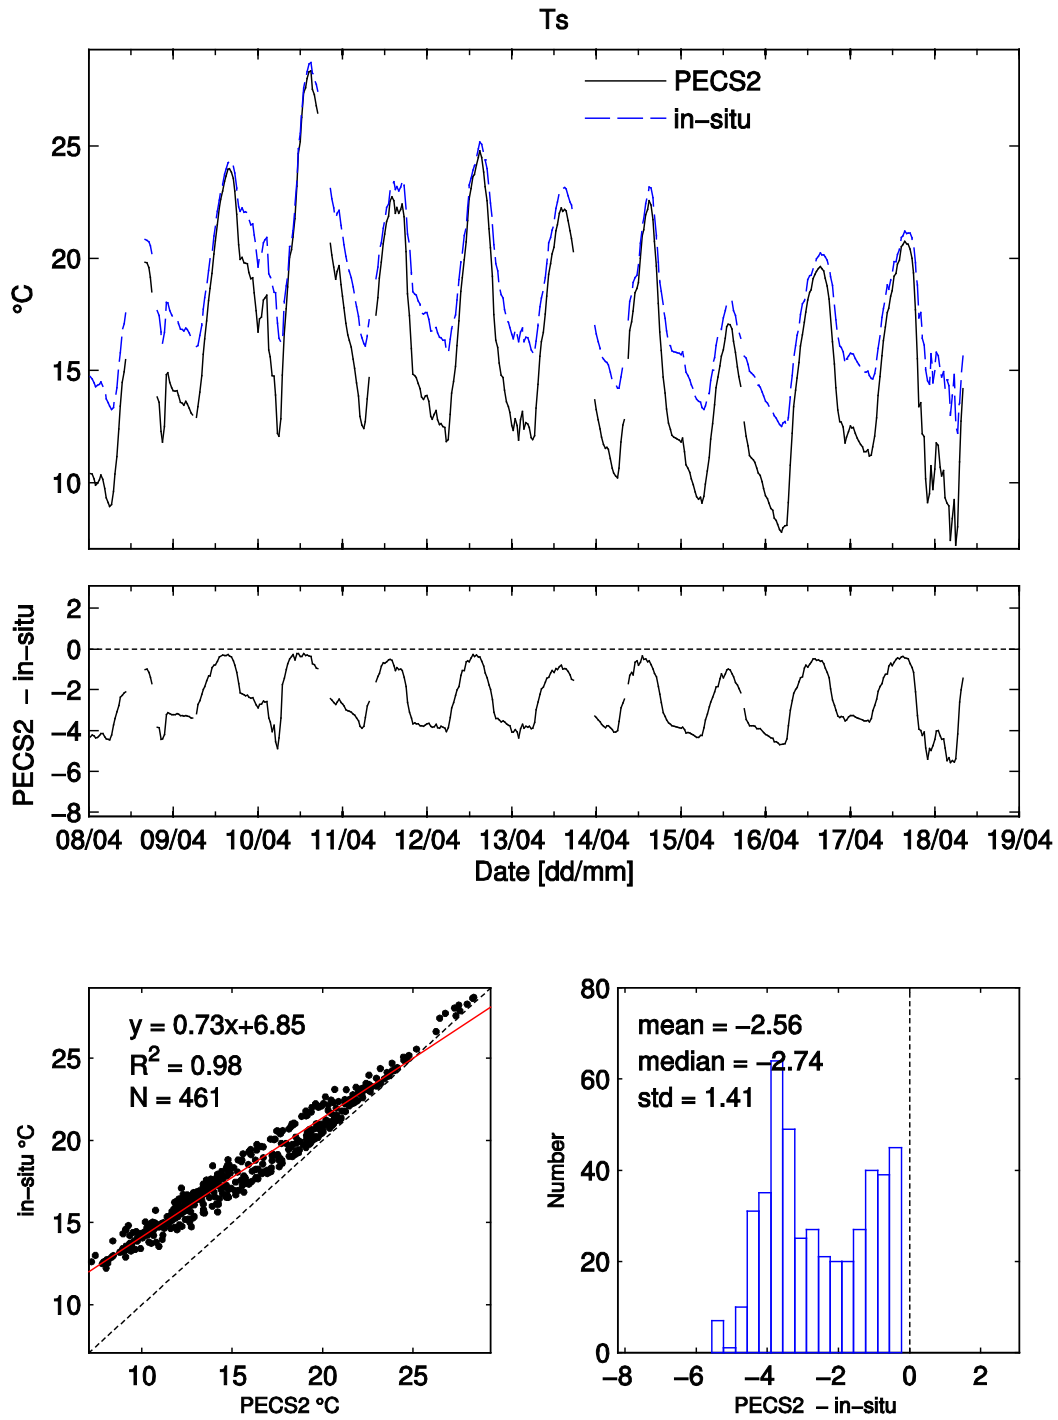 Ts
PECS2
in−situ
25
20
15
10
°C
2
0
−2
−4
−6
−8
PECS2 − in−situ
08/04 09/04 10/04 11/04 12/04 13/04 14/04 15/04 16/04 17/04 18/04 19/04
Date [dd/mm]
y = 0.73x+6.85
R² = 0.98
N = 461
25
20
15
10
in−situ °C
10 15 20 25
PECS2 °C
mean = −2.56
median = −2.74
std = 1.41
80
60
40
20
0
Number
−8 −6 −4 −2 0 2
PECS2 − in−situ